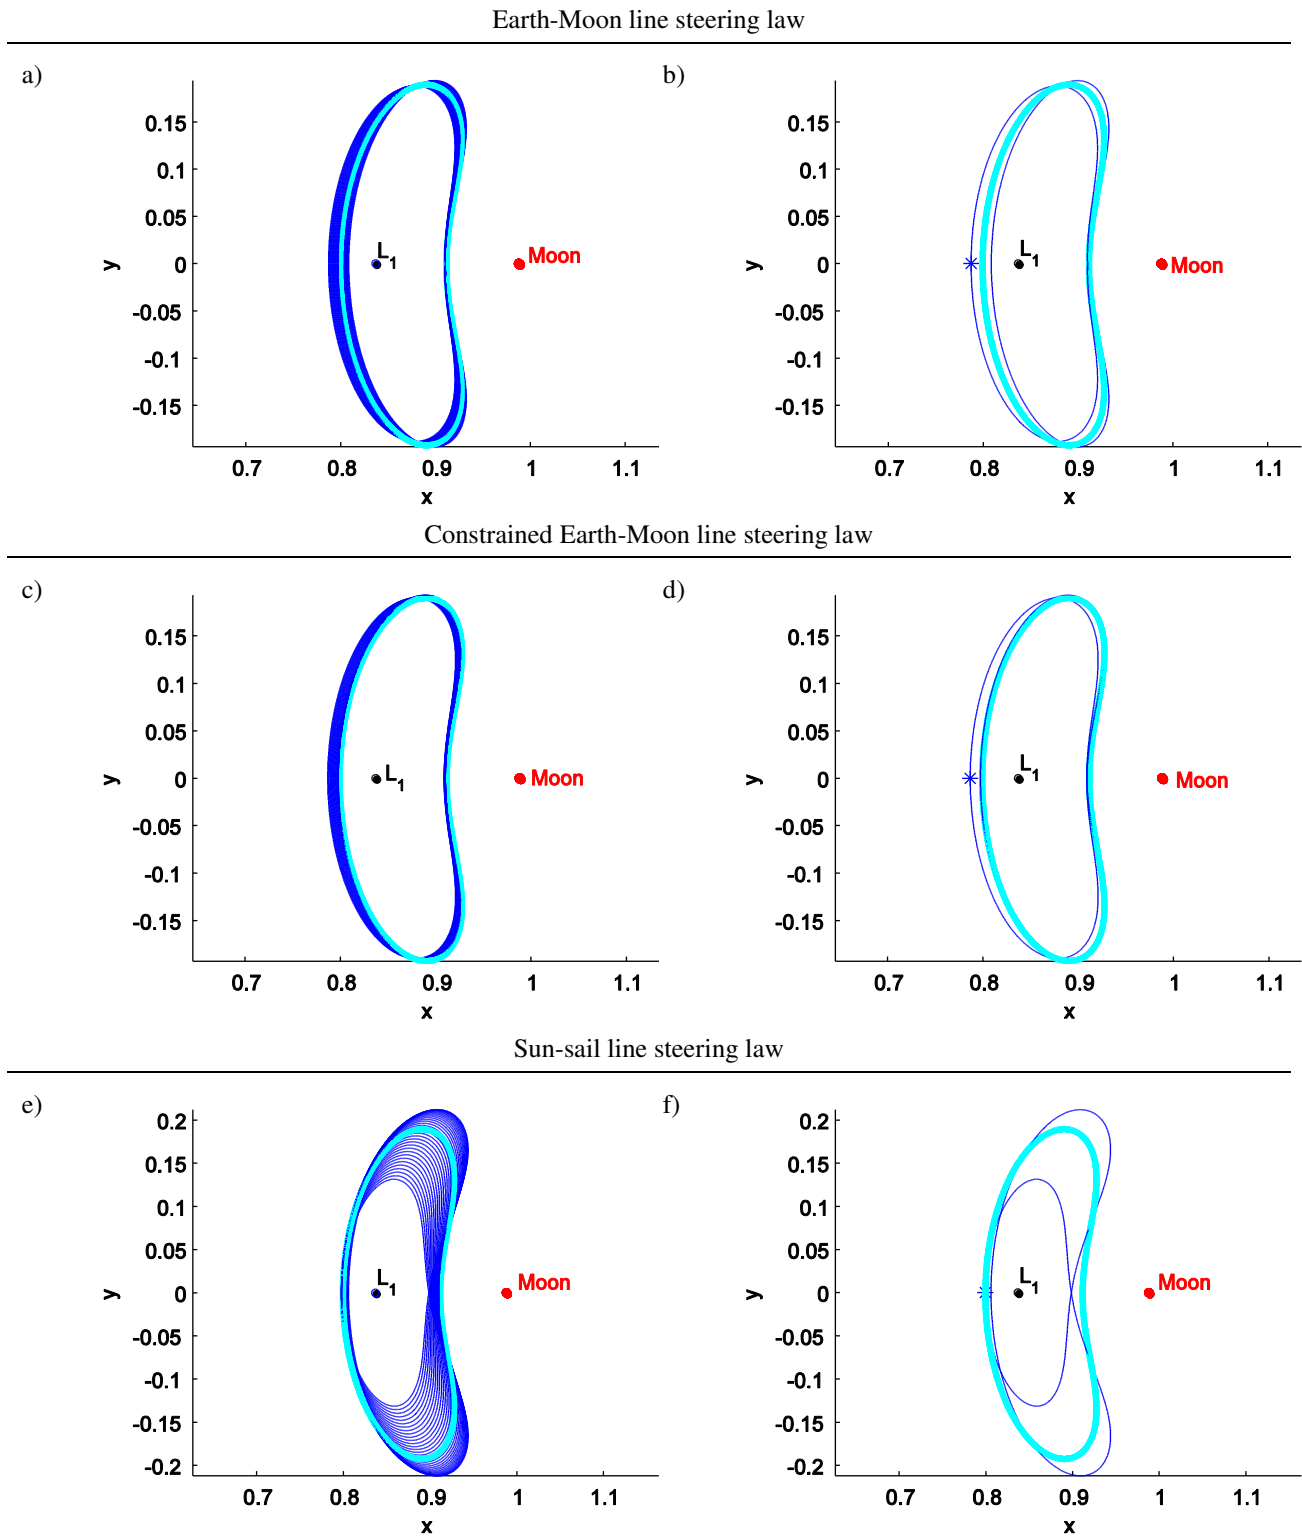 Earth-Moon line steering law
a)
b)
0.15
0.1
0.05
0
-0.05
-0.1
-0.15
y
L1
Moon
0.7 0.8 0.9 1 1.1
x
0.15
0.1
0.05
0
-0.05
-0.1
-0.15
y
L1
Moon
0.7 0.8 0.9 1 1.1
x
Constrained Earth-Moon line steering law
c)
d)
0.15
0.1
0.05
0
-0.05
-0.1
-0.15
y
L1
Moon
0.7 0.8 0.9 1 1.1
x
0.15
0.1
0.05
0
-0.05
-0.1
-0.15
y
L1
Moon
0.7 0.8 0.9 1 1.1
x
Sun-sail line steering law
e)
f)
0.2
0.15
0.1
0.05
0
-0.05
-0.1
-0.15
-0.2
y
L1
Moon
0.7 0.8 0.9 1 1.1
x
0.2
0.15
0.1
0.05
0
-0.05
-0.1
-0.15
-0.2
y
L1
Moon
0.7 0.8 0.9 1 1.1
x